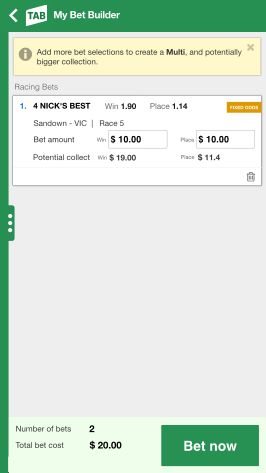 TAB My Bet Builder
Add more bet selections to create a Multi, and potentially
bigger collection.
Racing Bets
1. 4 NICK'S BEST Win 1.90 Place 1.14 FIXED ODDS
Sandown - VIC | Race 5
Bet amount Win $ 10.00 Place $ 10.00
Potential collect Win $ 19.00 Place $ 11.4
Number of bets 2
Total bet cost $ 20.00
Bet now